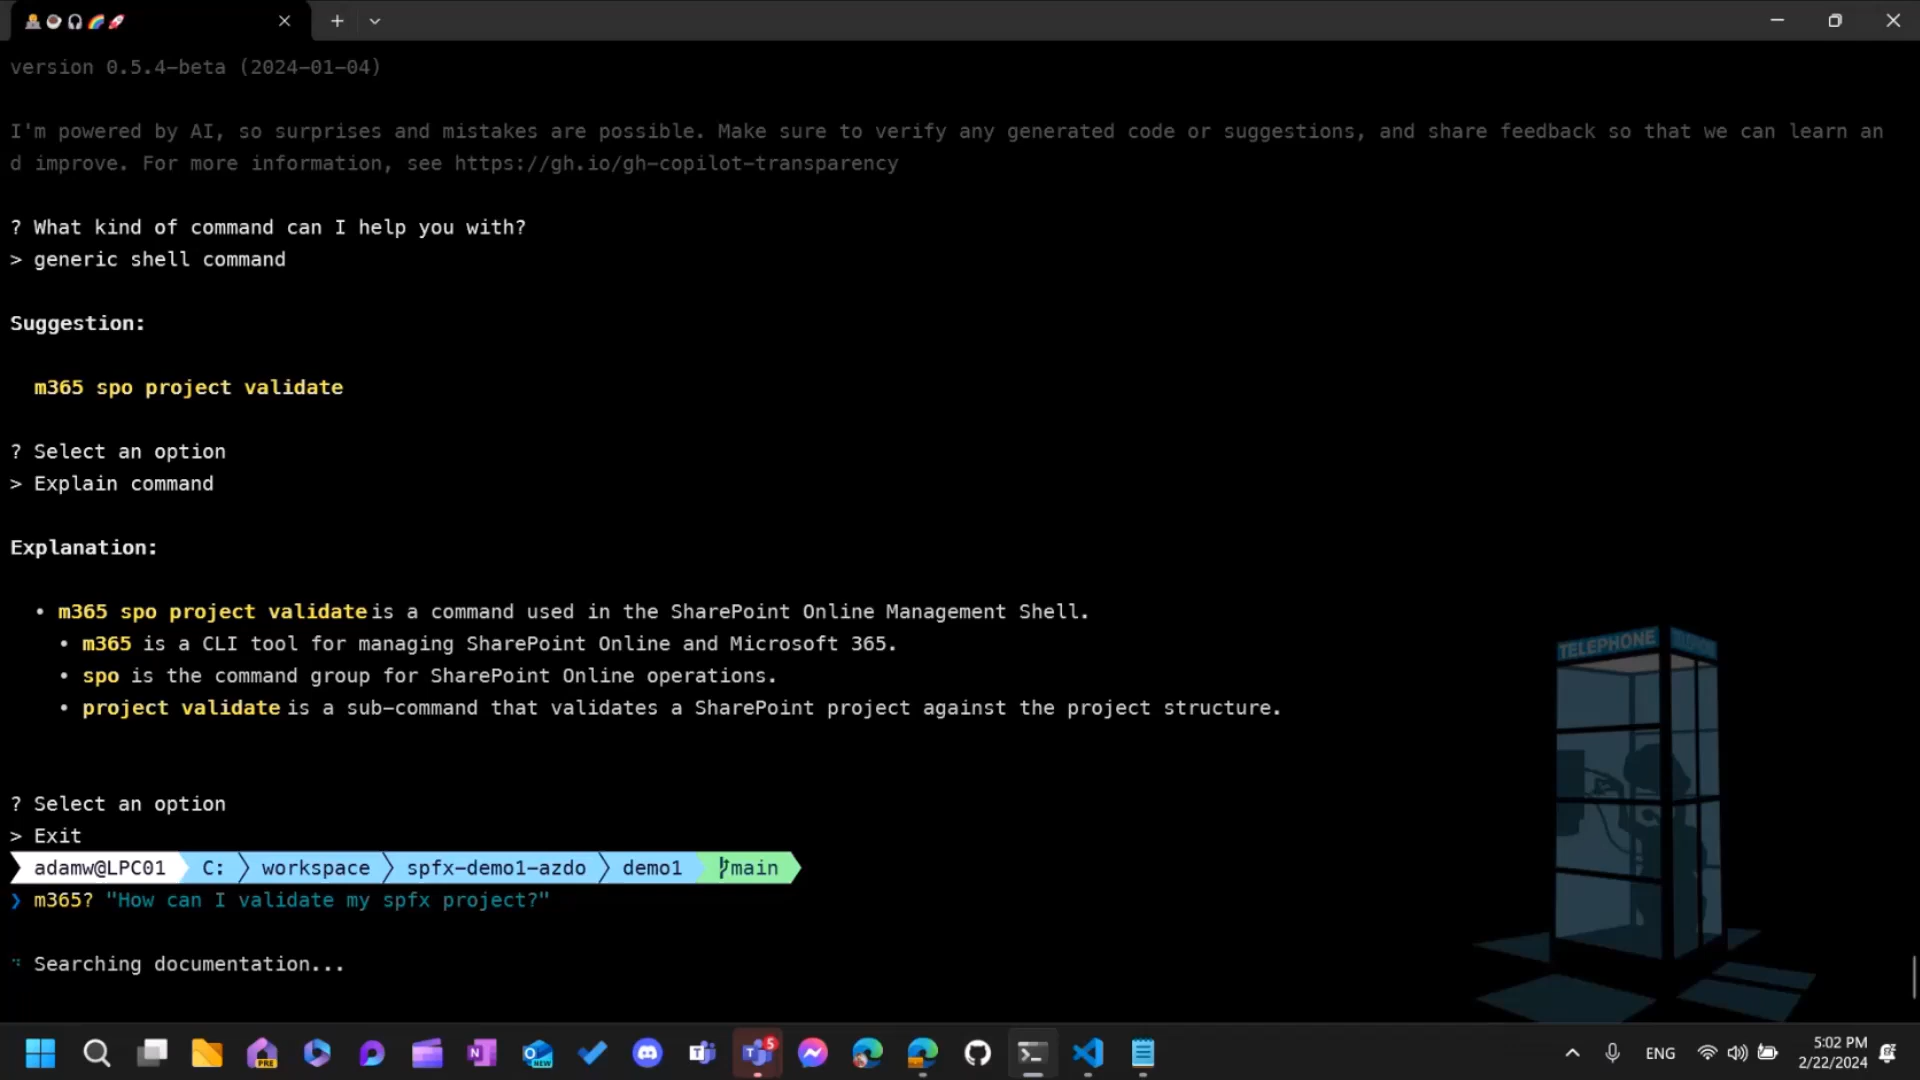 version 0.5.4-beta (2024-01-04)
I'm powered by AI, so surprises and mistakes are possible. Make sure to verify any generated code or suggestions, and share feedback so that we can learn an
d improve. For more information, see https://gh.io/gh-copilot-transparency
? What kind of command can I help you with?
> generic shell command
Suggestion:
m365 spo project validate
? Select an option
> Explain command
Explanation:
• m365 spo project validate is a command used in the SharePoint Online Management Shell.
• m365 is a CLI tool for managing SharePoint Online and Microsoft 365.
• spo is the command group for SharePoint Online operations.
• project validate is a sub-command that validates a SharePoint project against the project structure.
TELEPHONE
? Select an option
> Exit
adamw@LPC01 C: workspace spfx-demo1-azdo demo1 main
❯ m365? "How can I validate my spfx project?"
Searching documentation...
PRE
N
NEW
T
T 5
ENG
5:02 PM
2/22/2024